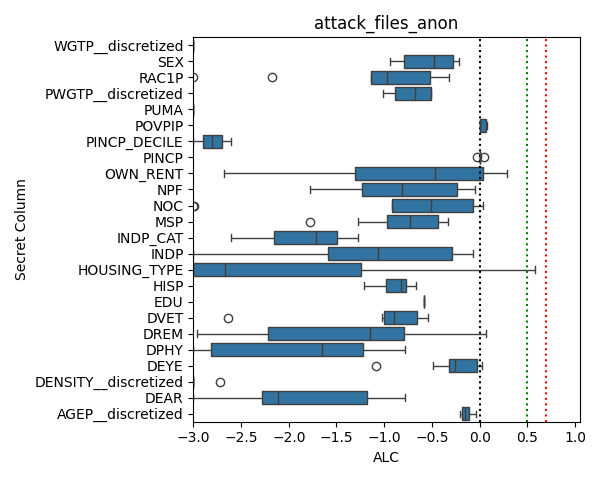 attack_files_anon
WGTP__discretized
SEX
RAC1P
PWGTP__discretized
PUMA
POVPIP
PINCP_DECILE
PINCP
OWN_RENT
NPF
NOC
MSP
INDP_CAT
INDP
HOUSING_TYPE
HISP
EDU
DVET
DREM
DPHY
DEYE
DENSITY__discretized
DEAR
AGEP__discretized
Secret Column
−3.0 −2.5 −2.0 −1.5 −1.0 −0.5 0.0 0.5 1.0
ALC